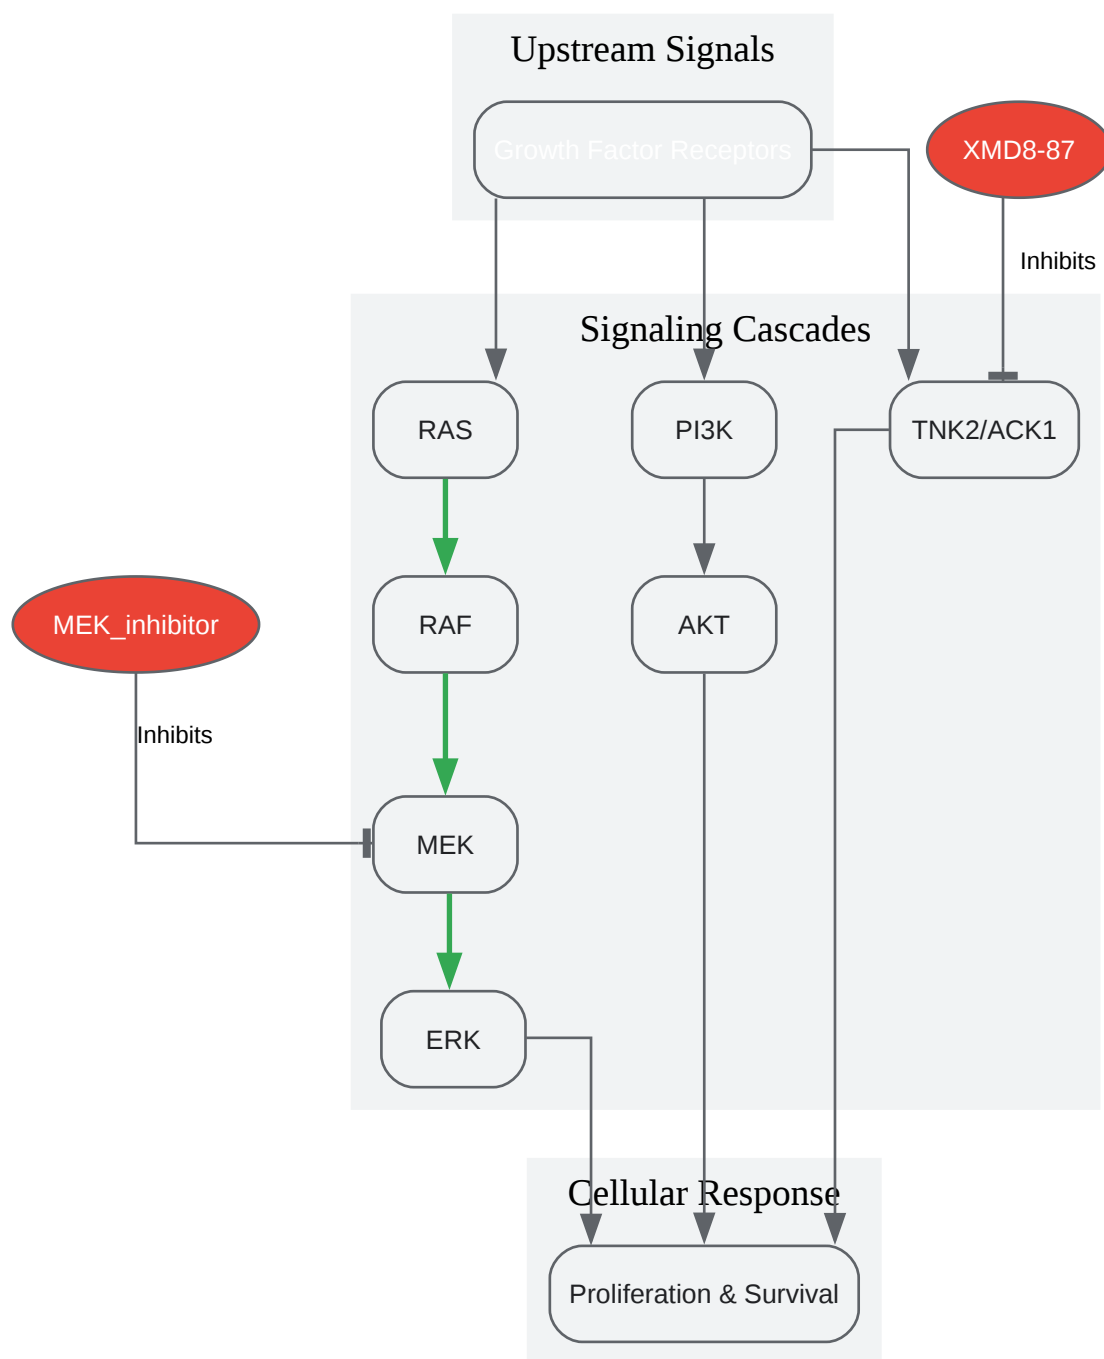 Upstream Signals
Growth Factor Receptors
XMD8-87
Inhibits
Signaling Cascades
RAS
PI3K
TNK2/ACK1
MEK_inhibitor
RAF
AKT
Inhibits
MEK
ERK
Cellular Response
Proliferation & Survival